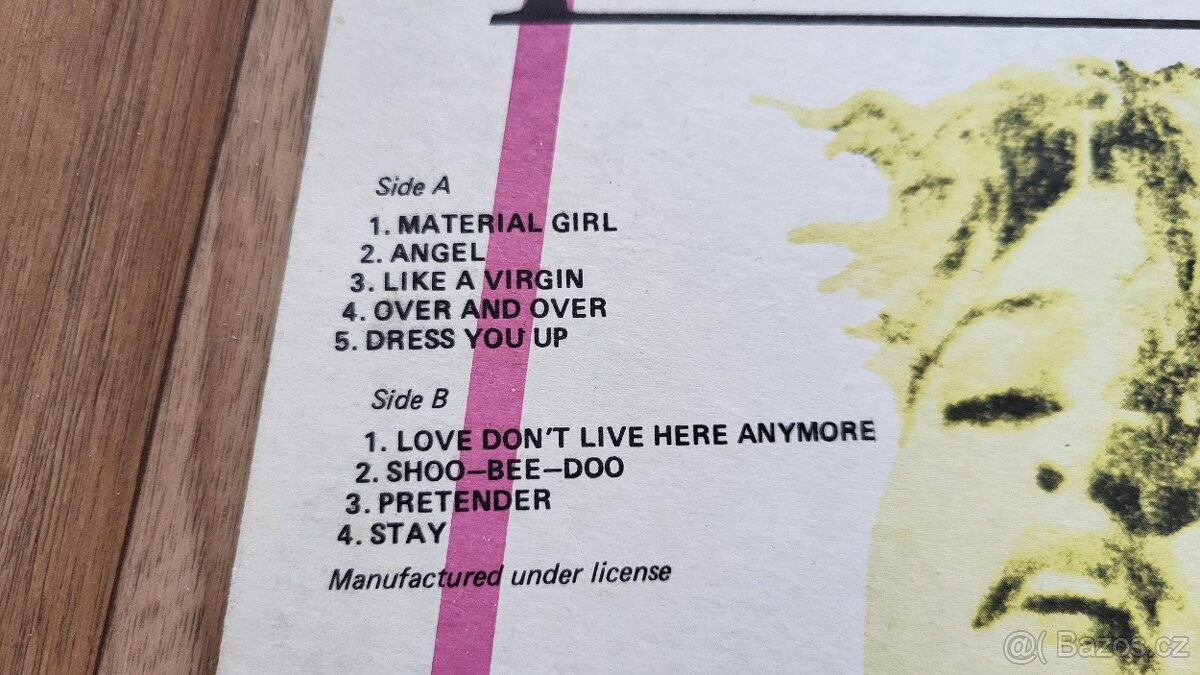 Side A
1. MATERIAL GIRL
2. ANGEL
3. LIKE A VIRGIN
4. OVER AND OVER
5. DRESS YOU UP
Side B
1. LOVE DON'T LIVE HERE ANYMORE
2. SHOO–BEE–DOO
3. PRETENDER
4. STAY
Manufactured under license
@( Bazos.cz